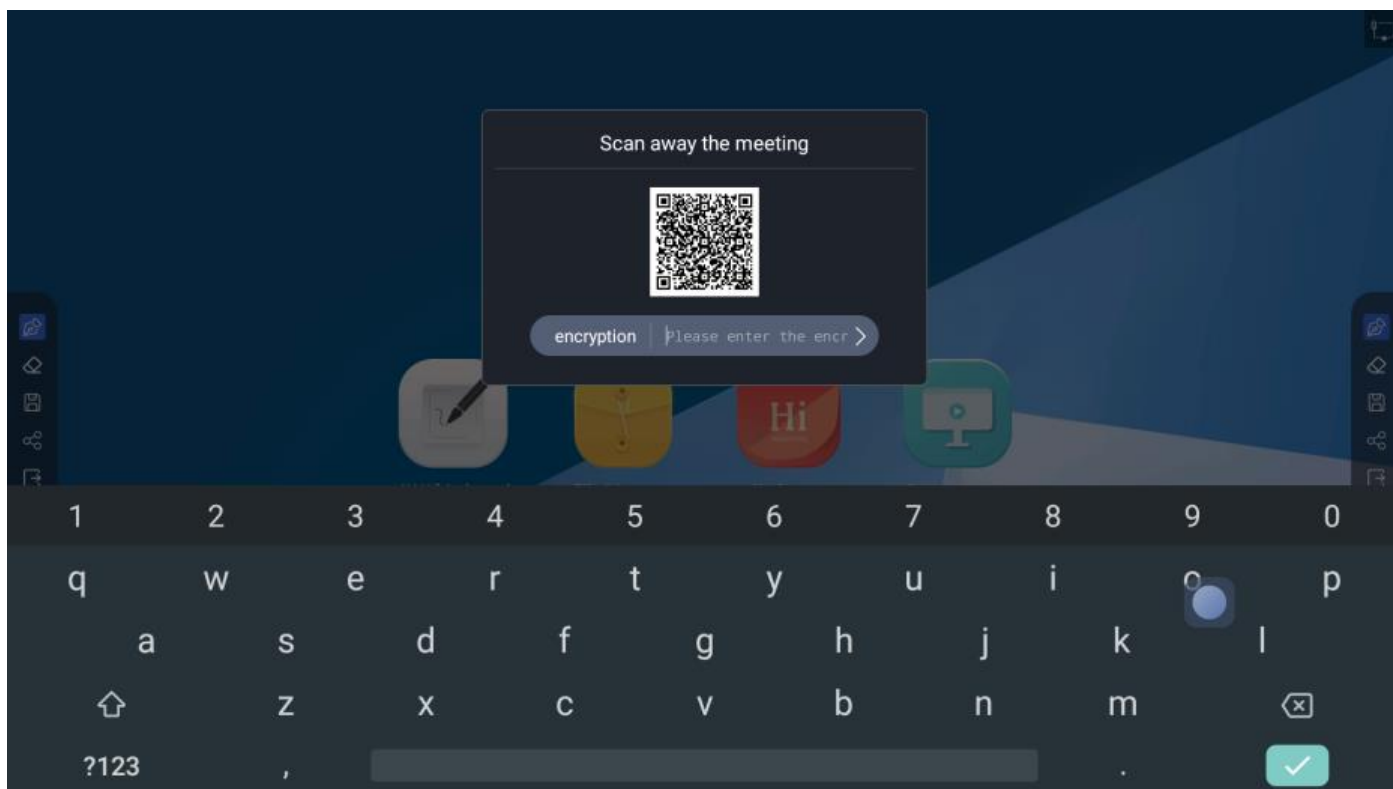 Scan away the meeting
encryption Please enter the encr
Hi
1 2 3 4 5 6 7 8 9 0
q w e r t y u i o p
a s d f g h j k l
z x c v b n m
?123 , .